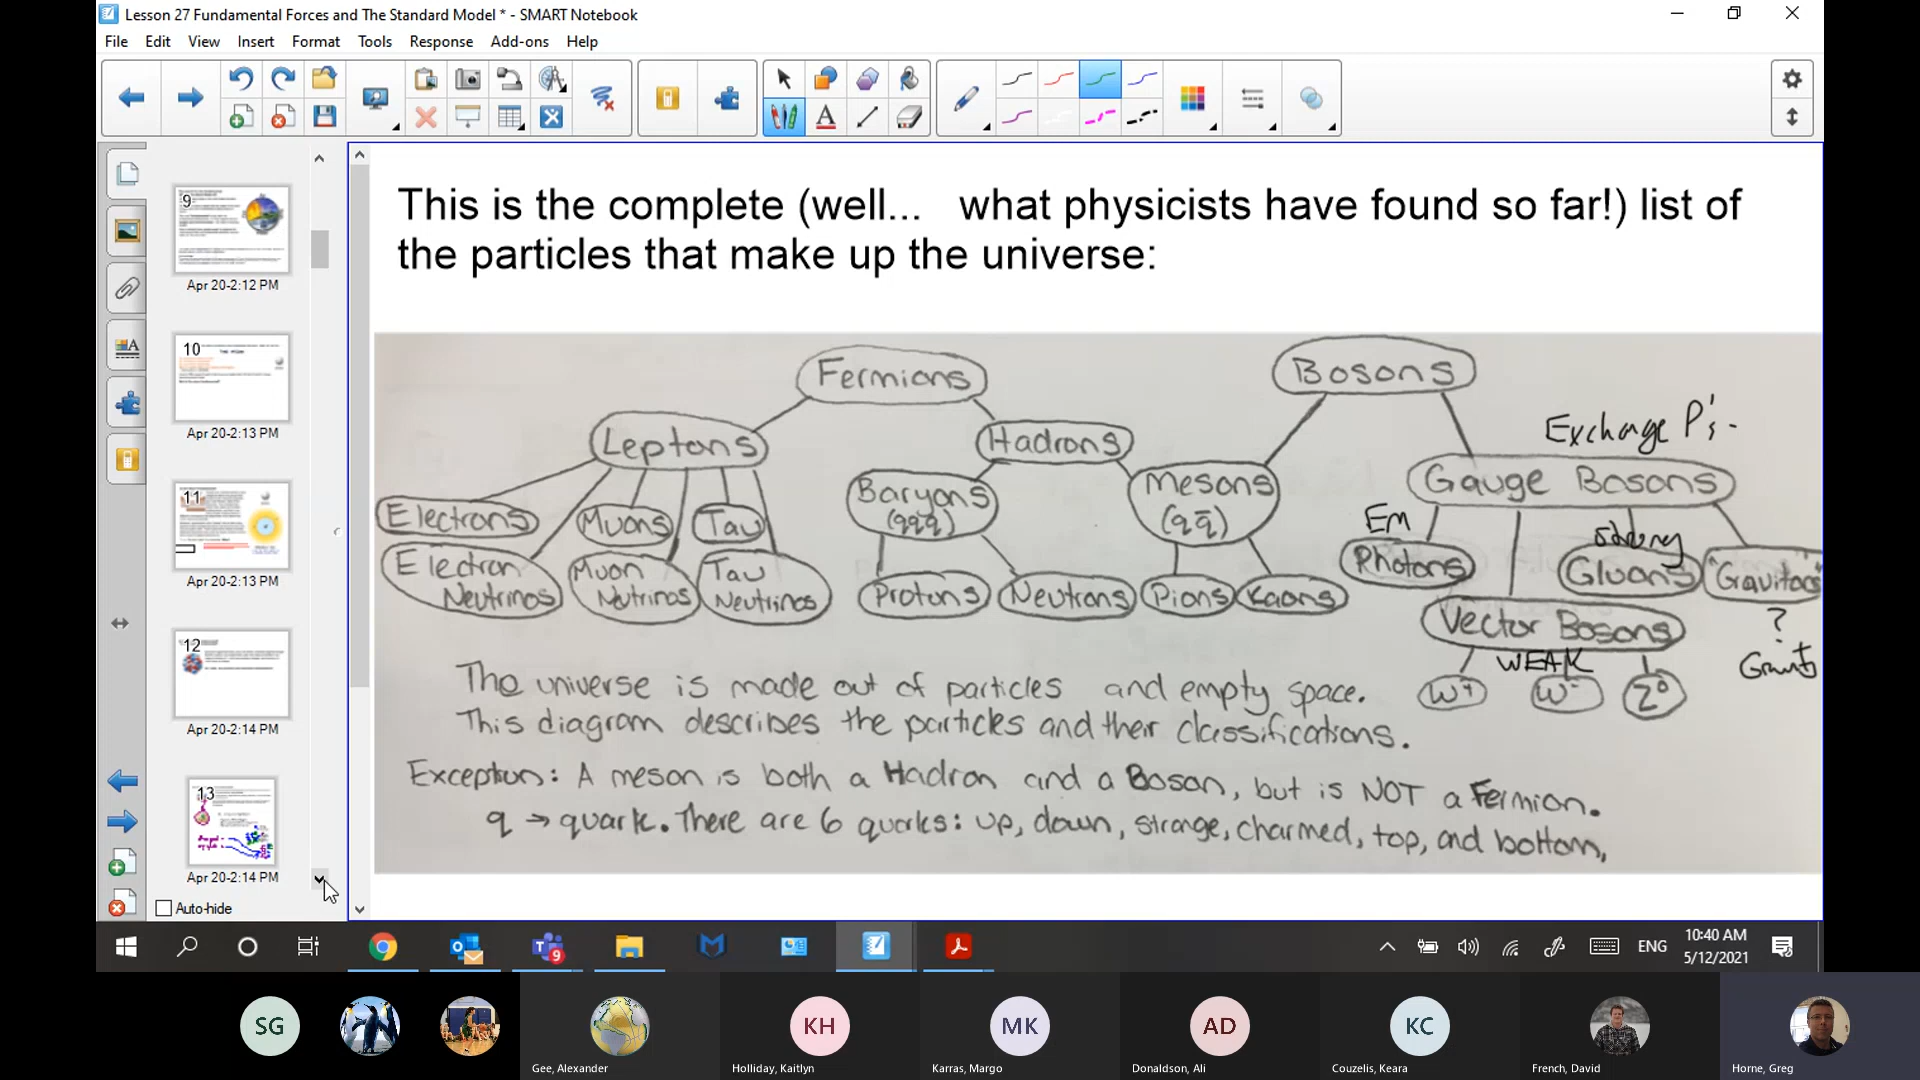 Lesson 27 Fundamental Forces and The Standard Model * - SMART Notebook
File Edit View Insert Format Tools Response Add-ons Help
9
Apr 20-2:12 PM
10
Apr 20-2:13 PM
11
Apr 20-2:13 PM
12
Apr 20-2:14 PM
13
Apr 20-2:14 PM
Auto-hide
This is the complete (well... what physicists have found so far!) list of
the particles that make up the universe:
Fermions
Bosons
Exchange P's -
Leptons
Hadrons
Gauge Bosons
Baryons
(qqq)
Mesons
(q q̄)
Electrons
Muons
Tau
Em
Photons
strong
Gluons
"Gravitons"
Electron
Neutrinos
Muon
Nutrinos
Tau
Neutrinos
Protons
Neutrons
Pions
Kaons
Vector Bosons
?
WEAK
W+
W-
Z0
The universe is made out of particles and empty space.
This diagram describes the particles and their classifications.
Exception: A meson is both a Hadron and a Boson, but is NOT a Fermion.
q → quark. There are 6 quarks: up, down, strange, charmed, top, and bottom,
ENG
10:40 AM
5/12/2021
9
SG
KH
MK
AD
KC
Gee, Alexander
Holliday, Kaitlyn
Karras, Margo
Donaldson, Ali
Couzelis, Keara
French, David
Horne, Greg